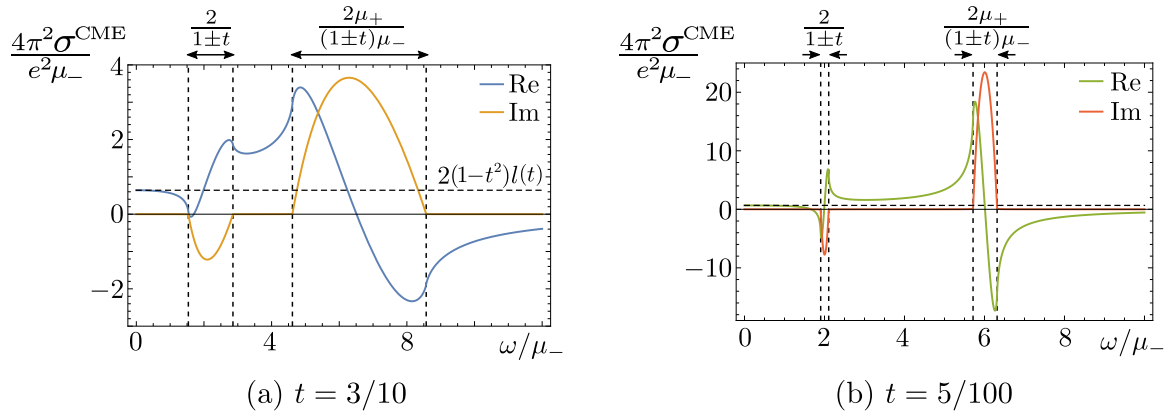 2/(1±t) 2μ₊/((1±t)μ₋)
4π²σ^CME/(e²μ₋)
4
2
0
−2
Re
Im
2(1−t²)l(t)
0 4 8 ω/μ₋
(a) t = 3/10
2/(1±t) 2μ₊/((1±t)μ₋)
4π²σ^CME/(e²μ₋)
20
10
0
−10
Re
Im
0 2 4 6 8 ω/μ₋
(b) t = 5/100